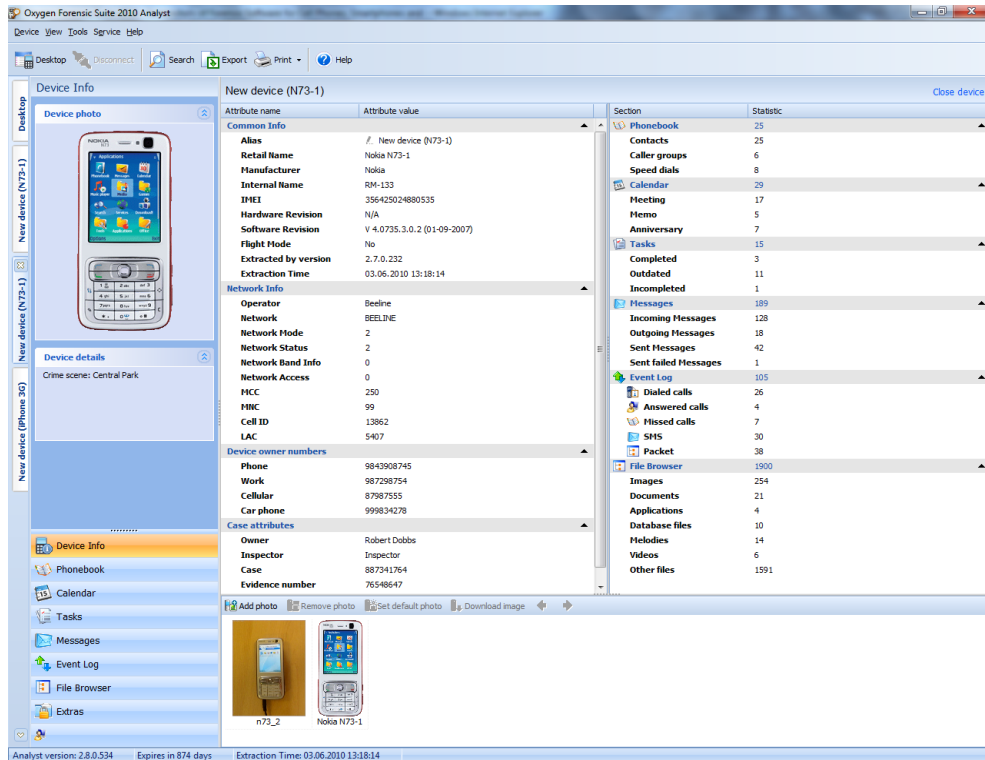 Oxygen Forensic Suite 2010 Analyst
Device View Tools Service Help
Desktop Disconnect Search Export Print Help
Desktop
New device (N73-1)
New device (N73-1)
New device (iPhone 3G)
Device Info
Device photo
NOKIA
Device details
Crime scene: Central Park
Device Info
Phonebook
Calendar
Tasks
Messages
Event Log
File Browser
Extras
New device (N73-1) Close device
Attribute name Attribute value
Common Info
Alias New device (N73-1)
Retail Name Nokia N73-1
Manufacturer Nokia
Internal Name RM-133
IMEI 356425024880535
Hardware Revision N/A
Software Revision V 4.0735.3.0.2 (01-09-2007)
Flight Mode No
Extracted by version 2.7.0.232
Extraction Time 03.06.2010 13:18:14
Network Info
Operator Beeline
Network BEELINE
Network Mode 2
Network Status 2
Network Band Info 0
Network Access 0
MCC 250
MNC 99
Cell ID 13862
LAC 5407
Device owner numbers
Phone 9843908745
Work 987298754
Cellular 87987555
Car phone 999834278
Case attributes
Owner Robert Dobbs
Inspector Inspector
Case 887341764
Evidence number 76548647
Section Statistic
Phonebook 25
Contacts 25
Caller groups 6
Speed dials 8
Calendar 29
Meeting 17
Memo 5
Anniversary 7
Tasks 15
Completed 3
Outdated 11
Incompleted 1
Messages 189
Incoming Messages 128
Outgoing Messages 18
Sent Messages 42
Sent failed Messages 1
Event Log 105
Dialed calls 26
Answered calls 4
Missed calls 7
SMS 30
Packet 38
File Browser 1900
Images 254
Documents 21
Applications 4
Database files 10
Melodies 14
Videos 6
Other files 1591
Add photo Remove photo Set default photo Download image
n73_2 Nokia N73-1
Analyst version: 2.8.0.534 Expires in 874 days Extraction Time: 03.06.2010 13:18:14